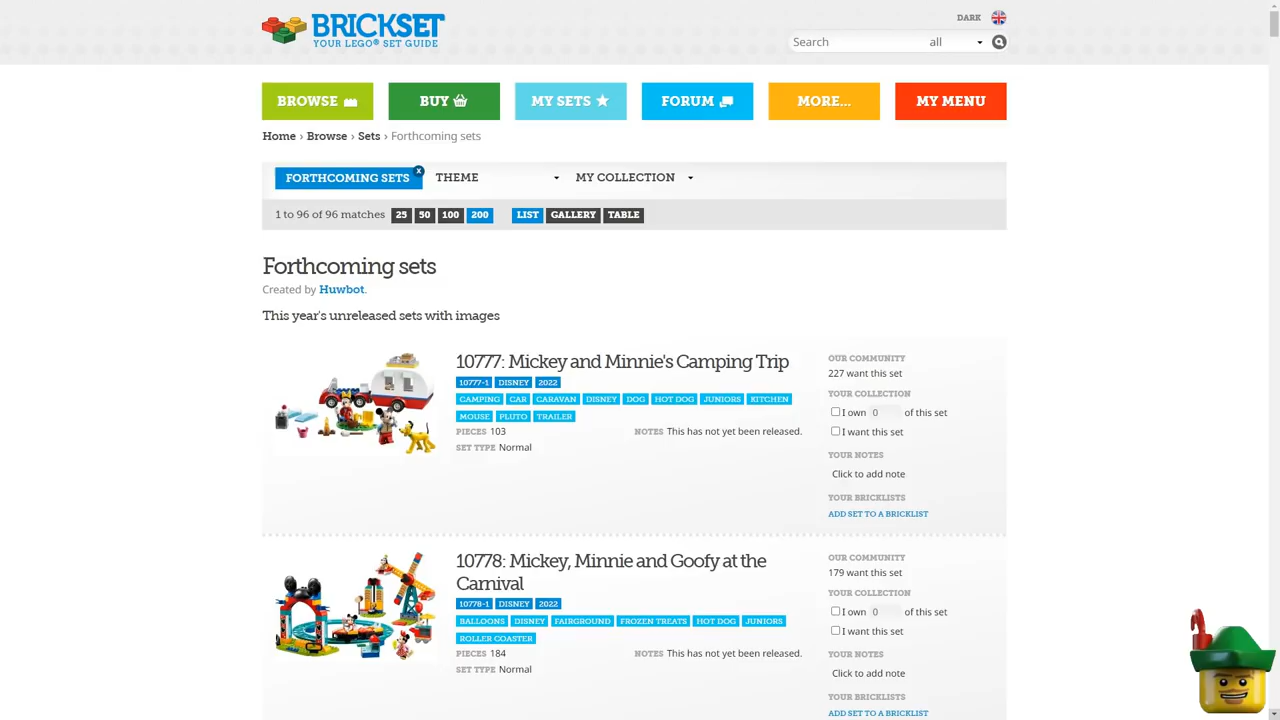 BRICKSET
YOUR LEGO® SET GUIDE
DARK
Search all
BROWSE BUY MY SETS FORUM MORE... MY MENU
Home › Browse › Sets › Forthcoming sets
FORTHCOMING SETS x THEME MY COLLECTION
1 to 96 of 96 matches 25 50 100 200 LIST GALLERY TABLE
Forthcoming sets
Created by Huwbot.
This year's unreleased sets with images
10777: Mickey and Minnie's Camping Trip
10777-1 DISNEY 2022
CAMPING CAR CARAVAN DISNEY DOG HOT DOG JUNIORS KITCHEN
MOUSE PLUTO TRAILER
PIECES 103 NOTES This has not yet been released.
SET TYPE Normal
OUR COMMUNITY
227 want this set
YOUR COLLECTION
I own 0 of this set
I want this set
YOUR NOTES
Click to add note
YOUR BRICKLISTS
ADD SET TO A BRICKLIST
10778: Mickey, Minnie and Goofy at the
Carnival
10778-1 DISNEY 2022
BALLOONS DISNEY FAIRGROUND FROZEN TREATS HOT DOG JUNIORS
ROLLER COASTER
PIECES 184 NOTES This has not yet been released.
SET TYPE Normal
OUR COMMUNITY
179 want this set
YOUR COLLECTION
I own 0 of this set
I want this set
YOUR NOTES
Click to add note
YOUR BRICKLISTS
ADD SET TO A BRICKLIST